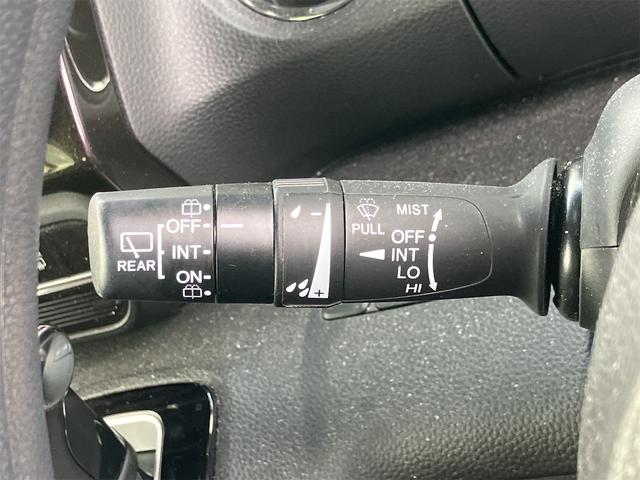 OFF
INT
REAR
ON
− +
PULL
MIST
OFF
INT
LO
HI